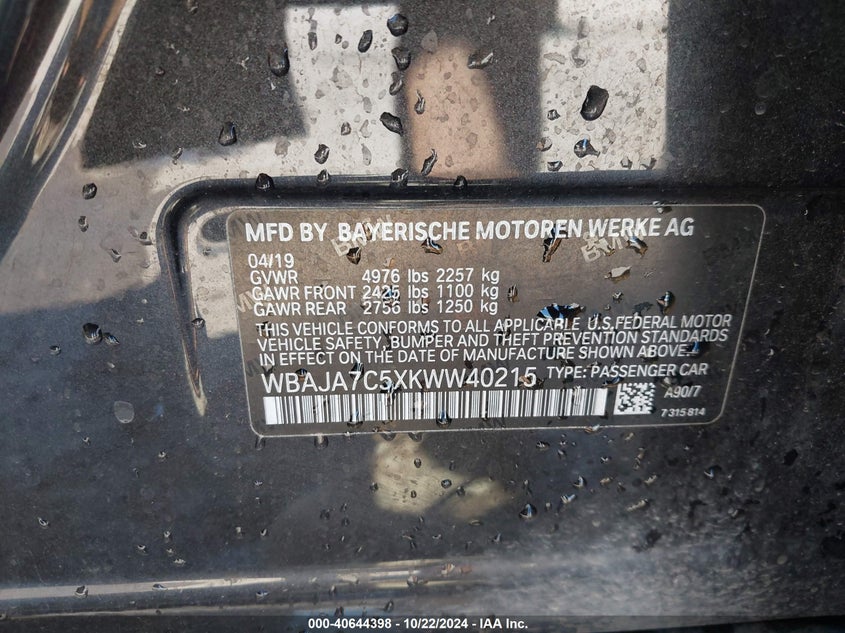 MFD BY BAYERISCHE MOTOREN WERKE AG
04/19
GVWR 4976 lbs 2257 kg
GAWR FRONT 2425 lbs 1100 kg
GAWR REAR 2756 lbs 1250 kg
THIS VEHICLE CONFORMS TO ALL APPLICABLE U.S.FEDERAL MOTOR
VEHICLE SAFETY, BUMPER AND THEFT PREVENTION STANDARDS
IN EFFECT ON THE DATE OF MANUFACTURE SHOWN ABOVE.
WBAJA7C5XKWW40215 TYPE: PASSENGER CAR
A90/7
7 315 814
000-40644398 - 10/22/2024 - IAA Inc.